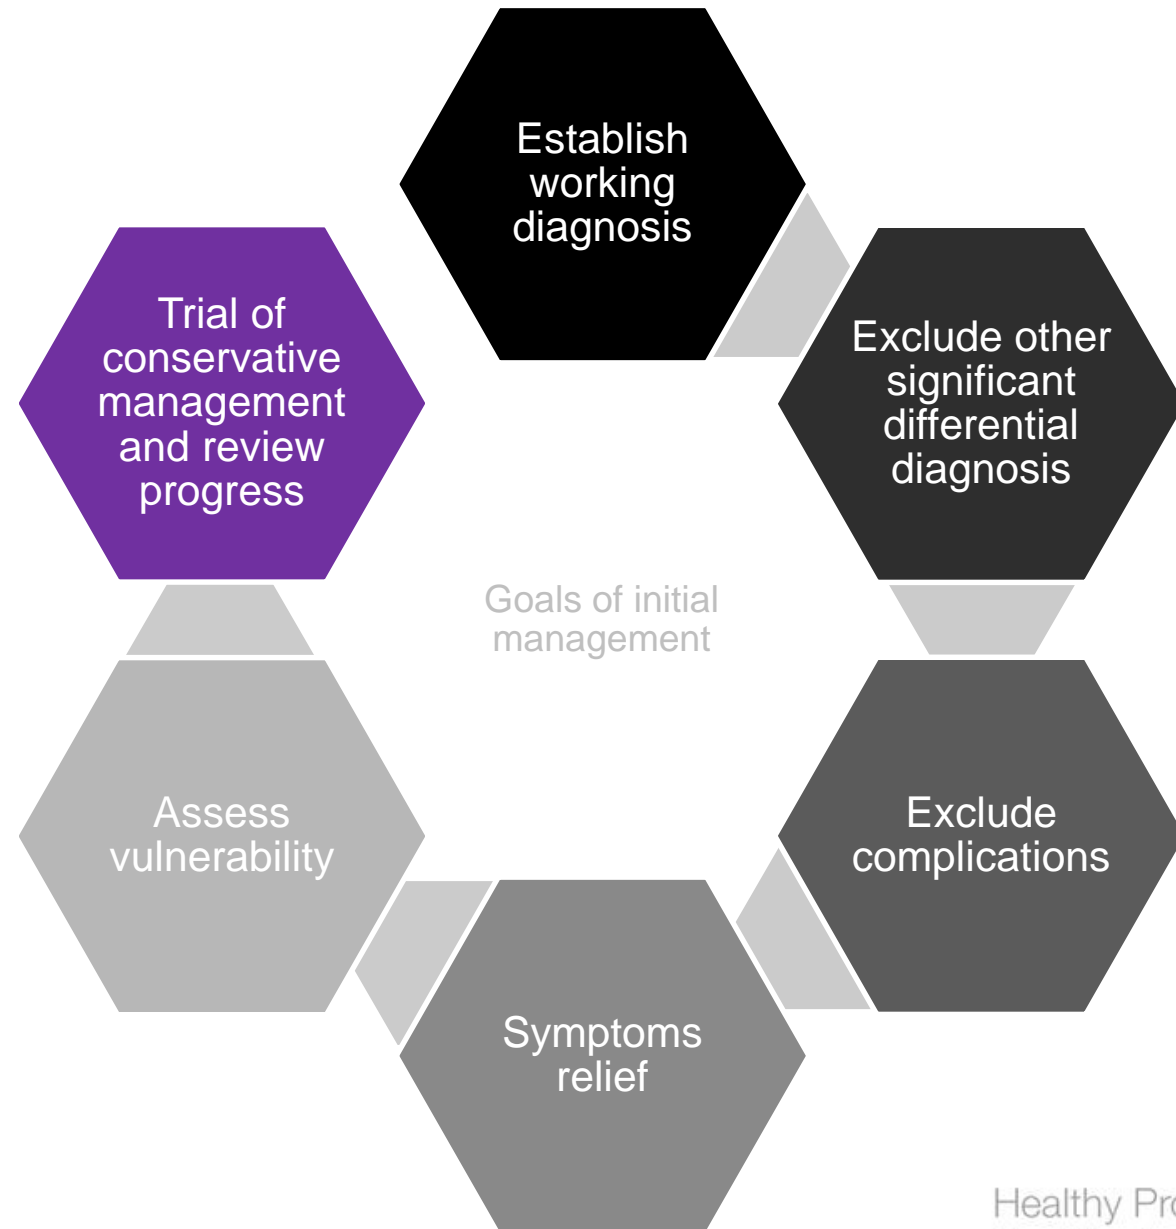 Establish
working
diagnosis
Exclude other
significant
differential
diagnosis
Exclude
complications
Symptoms
relief
Assess
vulnerability
Trial of
conservative
management
and review
progress
Goals of initial
management
Healthy